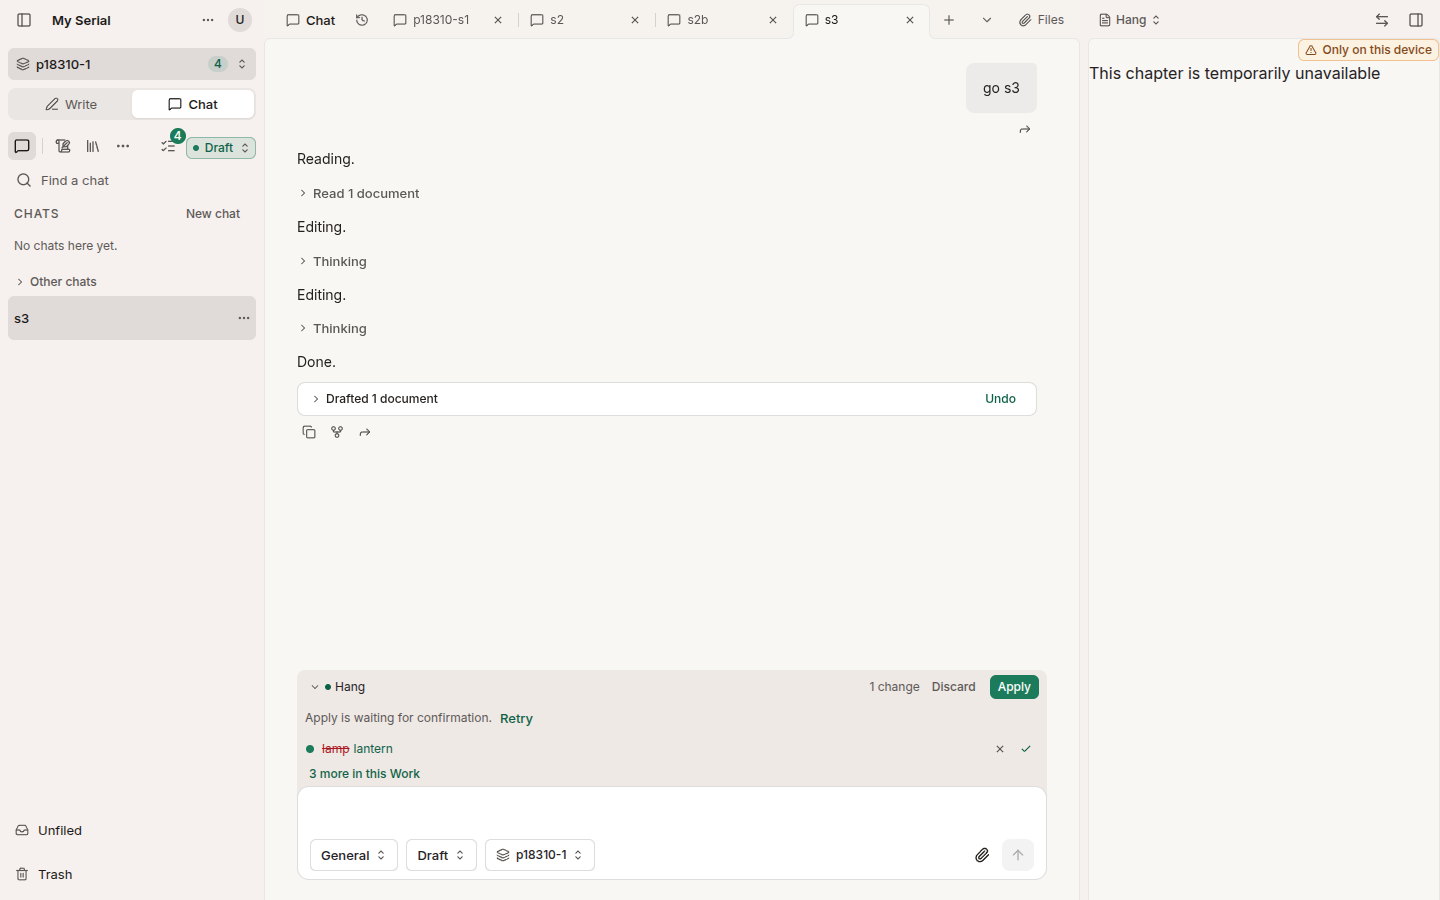 My Serial
U
p18310-1
4
Write
Chat
4
Draft
Find a chat
CHATS
New chat
No chats here yet.
Other chats
s3
Unfiled
Trash
Chat
p18310-s1
s2
s2b
s3
Files
go s3
Reading.
Read 1 document
Editing.
Thinking
Editing.
Thinking
Done.
Drafted 1 document
Undo
Hang
1 change
Discard
Apply
Apply is waiting for confirmation. Retry
lamp lantern
3 more in this Work
General
Draft
p18310-1
Hang
Only on this device
This chapter is temporarily unavailable